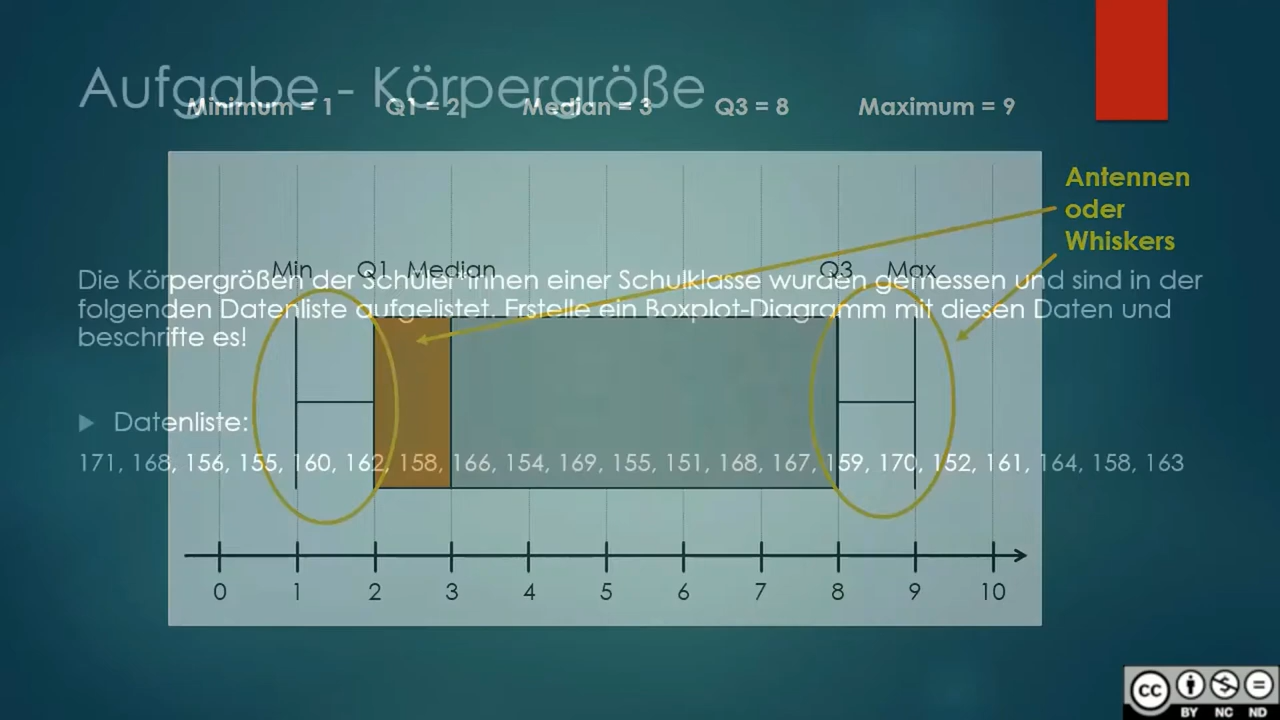 Aufgabe - Körpergröße
Minimum = 1 Q1 = 2 Median = 3 Q3 = 8 Maximum = 9
Antennen
oder
Whiskers
Min Q1 Median Q3 Max
Die Körpergrößen der Schüler*innen einer Schulklasse wurden gemessen und sind in der
folgenden Datenliste aufgelistet. Erstelle ein Boxplot-Diagramm mit diesen Daten und
beschrifte es!
Datenliste:
171, 168, 156, 155, 160, 162, 158, 166, 154, 169, 155, 151, 168, 167, 159, 170, 152, 161, 164, 158, 163
0 1 2 3 4 5 6 7 8 9 10
cc
BY NC ND